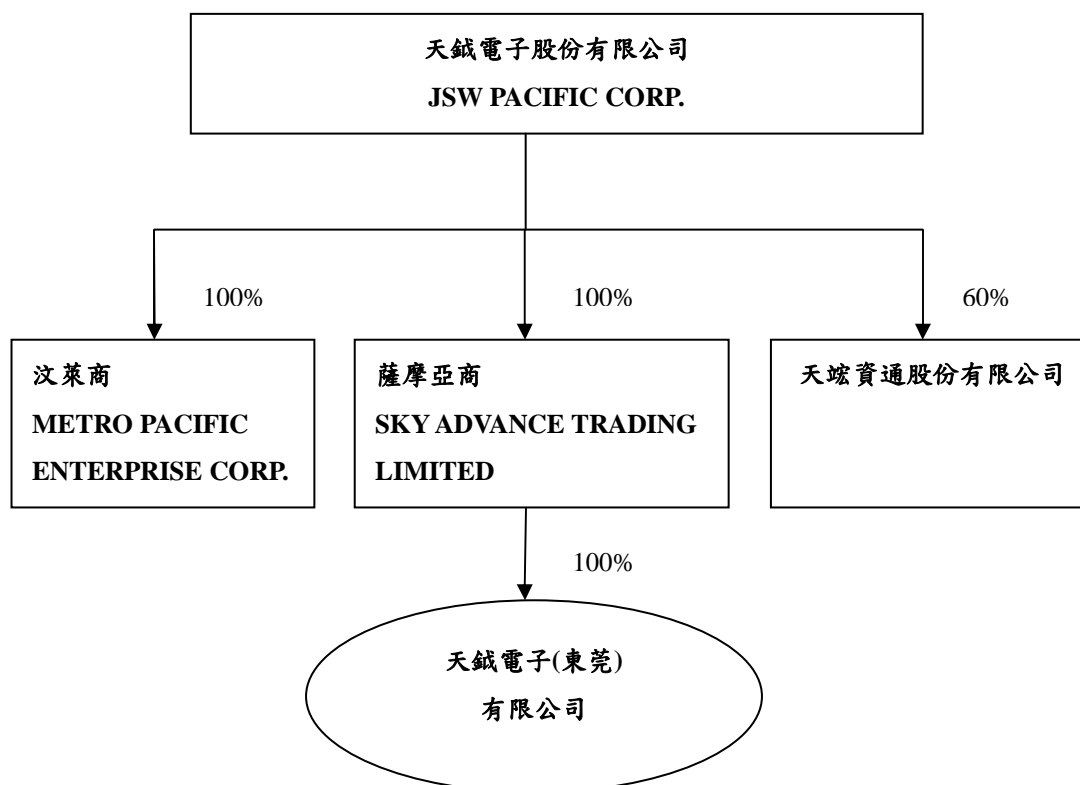 天鉞電子股份有限公司
JSW PACIFIC CORP.
100%
100%
60%
汶萊商
METRO PACIFIC
ENTERPRISE CORP.
薩摩亞商
SKY ADVANCE TRADING
LIMITED
天竤資通股份有限公司
100%
天鉞電子(東莞)
有限公司